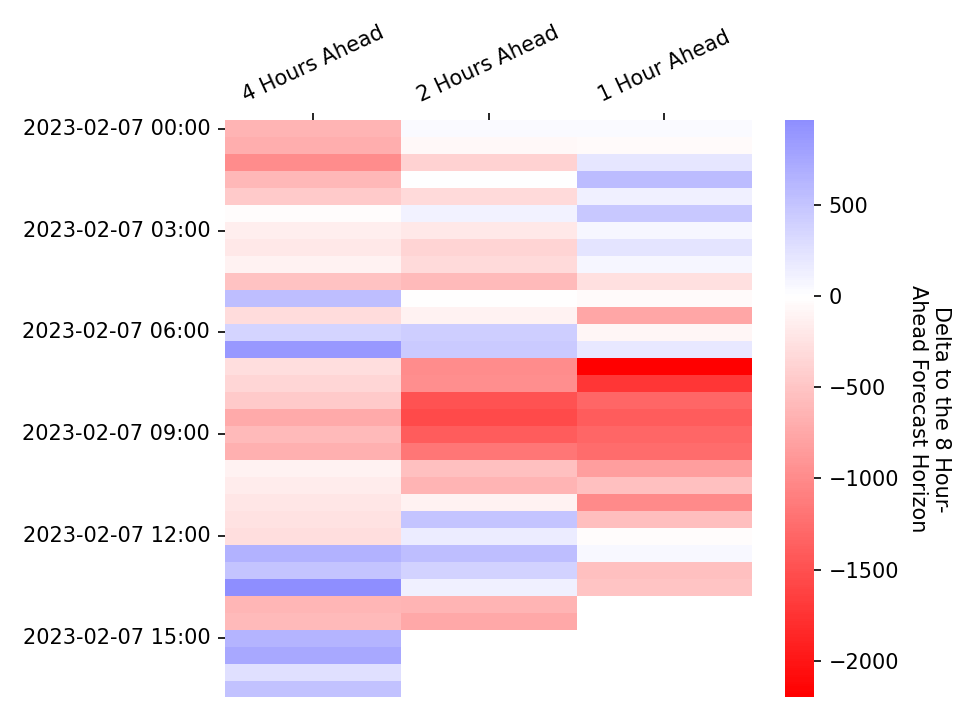 4 Hours Ahead
2 Hours Ahead
1 Hour Ahead
2023-02-07 00:00
2023-02-07 03:00
2023-02-07 06:00
2023-02-07 09:00
2023-02-07 12:00
2023-02-07 15:00
500
0
−500
−1000
−1500
−2000
Delta to the 8 Hour-
Ahead Forecast Horizon